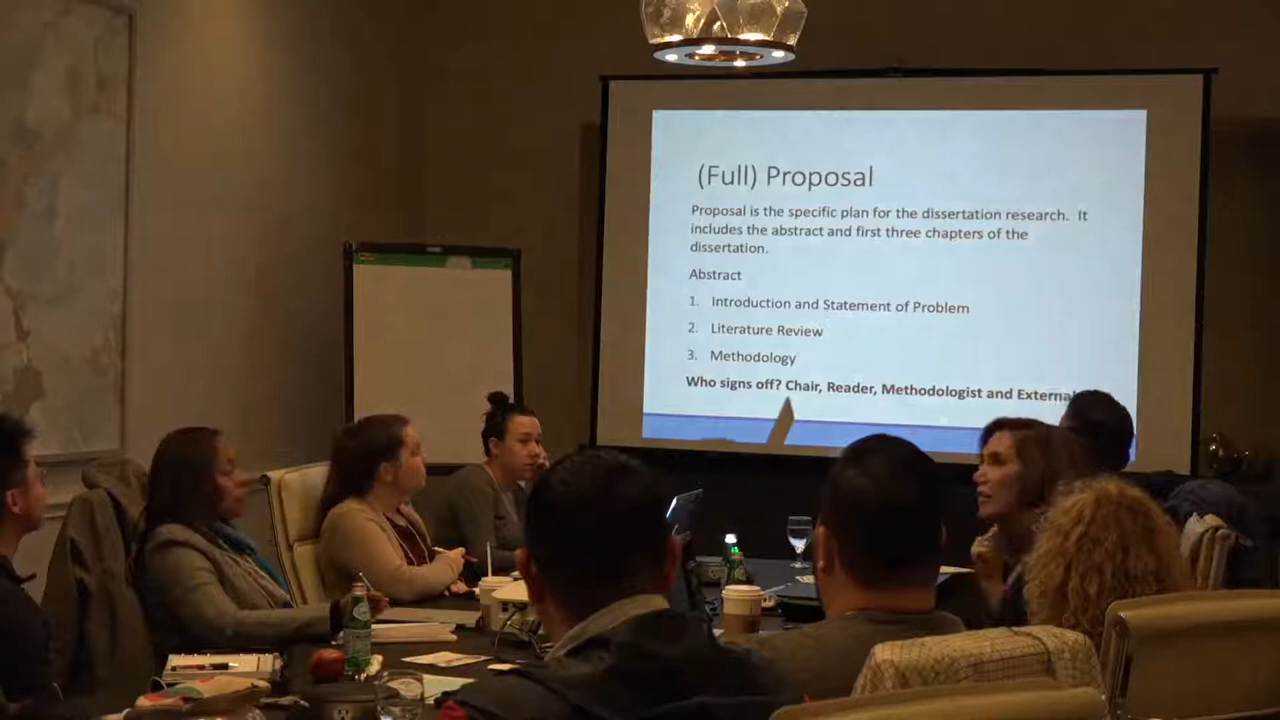 (Full) Proposal
Proposal is the specific plan for the dissertation research. It
includes the abstract and first three chapters of the
dissertation.
Abstract
1. Introduction and Statement of Problem
2. Literature Review
3. Methodology
Who signs off? Chair, Reader, Methodologist and External